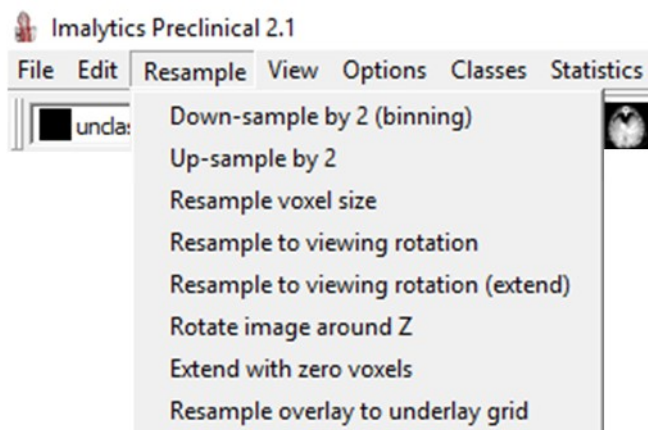 Imalytics Preclinical 2.1
File Edit Resample View Options Classes Statistics
Down-sample by 2 (binning)
Up-sample by 2
Resample voxel size
Resample to viewing rotation
Resample to viewing rotation (extend)
Rotate image around Z
Extend with zero voxels
Resample overlay to underlay grid